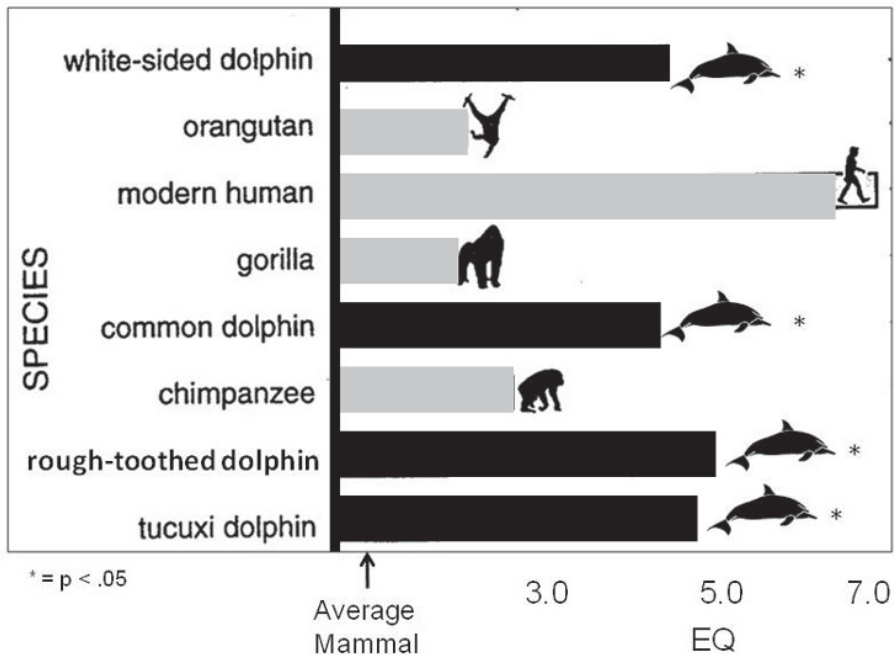 white-sided dolphin
*
orangutan
modern human
gorilla
common dolphin
*
chimpanzee
rough-toothed dolphin
*
tucuxi dolphin
*
SPECIES
* = p < .05
Average
Mammal
3.0 5.0 7.0
EQ